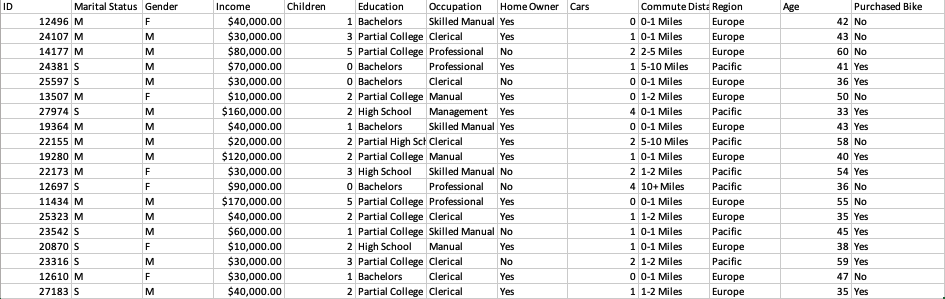 ID Marital Status Gender Income Children Education Occupation Home Owner Cars Commute Dista Region Age Purchased Bike
12496 M F $40,000.00 1 Bachelors Skilled Manual Yes 0 0-1 Miles Europe 42 No
24107 M M $30,000.00 3 Partial College Clerical Yes 1 0-1 Miles Europe 43 No
14177 M M $80,000.00 5 Partial College Professional No 2 2-5 Miles Europe 60 No
24381 S M $70,000.00 0 Bachelors Professional Yes 1 5-10 Miles Pacific 41 Yes
25597 S M $30,000.00 0 Bachelors Clerical No 0 0-1 Miles Europe 36 Yes
13507 M F $10,000.00 2 Partial College Manual Yes 0 1-2 Miles Europe 50 No
27974 S M $160,000.00 2 High School Management Yes 4 0-1 Miles Pacific 33 Yes
19364 M M $40,000.00 1 Bachelors Skilled Manual Yes 0 0-1 Miles Europe 43 Yes
22155 M M $20,000.00 2 Partial High Sch Clerical Yes 2 5-10 Miles Pacific 58 No
19280 M M $120,000.00 2 Partial College Manual Yes 1 0-1 Miles Europe 40 Yes
22173 M F $30,000.00 3 High School Skilled Manual No 2 1-2 Miles Pacific 54 Yes
12697 S F $90,000.00 0 Bachelors Professional No 4 10+ Miles Pacific 36 No
11434 M M $170,000.00 5 Partial College Professional Yes 0 0-1 Miles Europe 55 No
25323 M M $40,000.00 2 Partial College Clerical Yes 1 1-2 Miles Europe 35 Yes
23542 S M $60,000.00 1 Partial College Skilled Manual No 1 0-1 Miles Pacific 45 Yes
20870 S F $10,000.00 2 High School Manual Yes 1 0-1 Miles Europe 38 Yes
23316 S M $30,000.00 3 Partial College Clerical No 2 1-2 Miles Pacific 59 Yes
12610 M F $30,000.00 1 Bachelors Clerical Yes 0 0-1 Miles Europe 47 No
27183 S M $40,000.00 2 Partial College Clerical Yes 1 1-2 Miles Europe 35 Yes